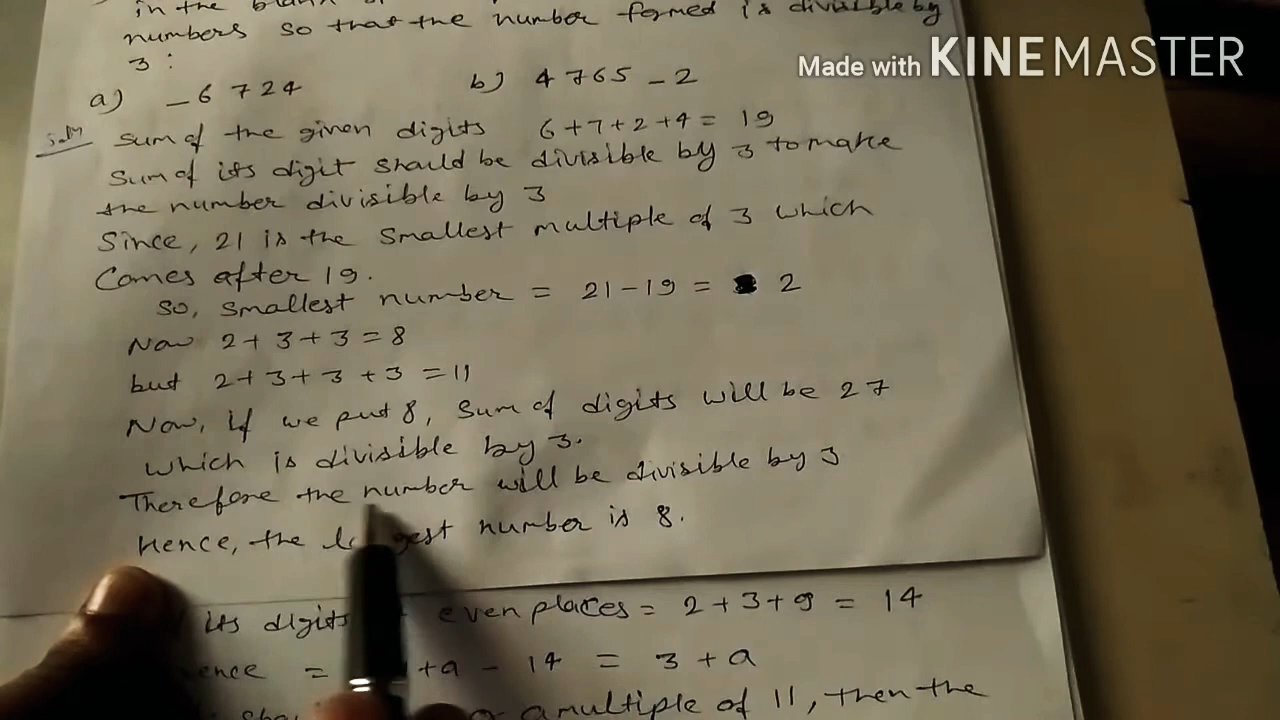 in the blank
numbers so that the number formed is divisible by
3 :
Made with KINEMASTER
a) _ 6 7 2 4 b) 4 7 6 5 _ 2
Soln Sum of the given digits 6+7+2+4 = 19
Sum of its digit should be divisible by 3 to make
the number divisible by 3
Since, 21 is the smallest multiple of 3 which
Comes after 19.
So, smallest number = 21-19 = 2
Now 2+3+3 = 8
but 2+3+3+3 = 11
Now, if we put 8, Sum of digits will be 27
which is divisible by 3.
Therefore the number will be divisible by 3
Hence, the largest number is 8.
its digits even places = 2+3+9 = 14
= +a - 14 = 3+a
a multiple of 11, then the